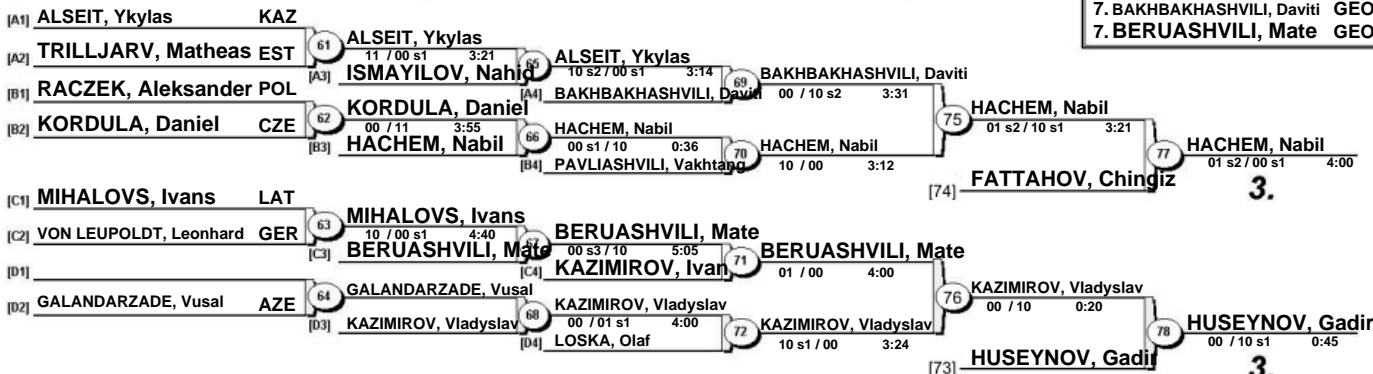 7. BAKHBAKHASHVILI, Daviti GEO
7. BERUASHVILI, Mate GEO
[A1] ALSEIT, Ykylas KAZ
[A2] TRILLJARV, Matheas EST
61
ALSEIT, Ykylas
11 / 00 s1 3:21
[A3] ISMAYILOV, Nahid
65
ALSEIT, Ykylas
10 s2 / 00 s1 3:14
[A4] BAKHBAKHASHVILI, Daviti
69
BAKHBAKHASHVILI, Daviti
00 / 10 s2 3:31
[B1] RACZEK, Aleksander POL
[B2] KORDULA, Daniel CZE
62
KORDULA, Daniel
00 / 11 3:55
[B3] HACHEM, Nabil
66
HACHEM, Nabil
00 s1 / 10 0:36
[B4] PAVLIASHVILI, Vakhtang
70
HACHEM, Nabil
10 / 00 3:12
75
HACHEM, Nabil
01 s2 / 10 s1 3:21
[74] FATTAHOV, Chingiz
77
HACHEM, Nabil
01 s2 / 00 s1 4:00
3.
[C1] MIHALOVS, Ivans LAT
[C2] VON LEUPOLDT, Leonhard GER
63
MIHALOVS, Ivans
10 / 00 s1 4:40
[C3] BERUASHVILI, Mate
67
BERUASHVILI, Mate
00 s3 / 10 5:05
[C4] KAZIMIROV, Ivan
71
BERUASHVILI, Mate
01 / 00 4:00
[D1]
[D2] GALANDARZADE, Vusal AZE
64
GALANDARZADE, Vusal
[D3] KAZIMIROV, Vladyslav
68
KAZIMIROV, Vladyslav
00 / 01 s1 4:00
[D4] LOSKA, Olaf
72
KAZIMIROV, Vladyslav
10 s1 / 00 3:24
76
KAZIMIROV, Vladyslav
00 / 10 0:20
[73] HUSEYNOV, Gadir
78
HUSEYNOV, Gadir
00 / 10 s1 0:45
3.